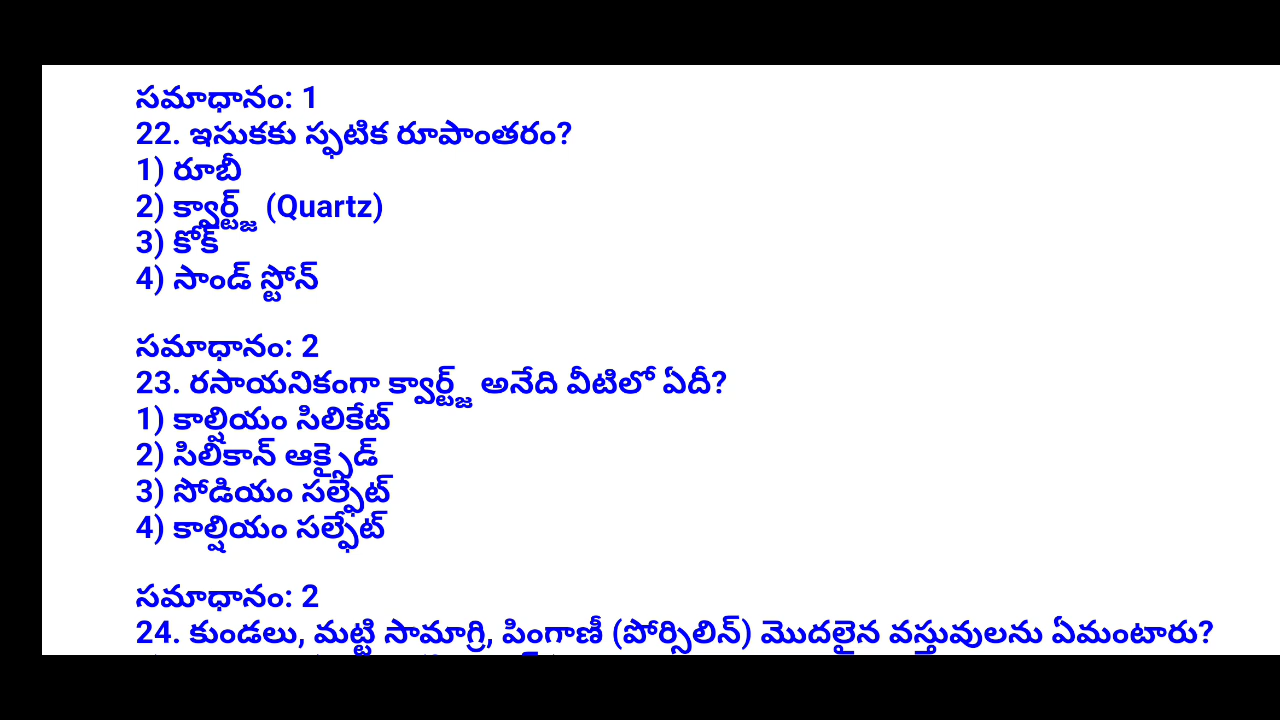 సమాధానం: 1
22. ఇసుకకు స్ఫటిక రూపాంతరం?
1) రూబీ
2) క్వార్ట్జ్ (Quartz)
3) కోక్
4) సాండ్ స్టోన్
సమాధానం: 2
23. రసాయనికంగా క్వార్ట్జ్ అనేది వీటిలో ఏదీ?
1) కాల్షియం సిలికేట్
2) సిలికాన్ ఆక్సైడ్
3) సోడియం సల్ఫేట్
4) కాల్షియం సల్ఫేట్
సమాధానం: 2
24. కుండలు, మట్టి సామాగ్రి, పింగాణీ (పోర్సిలిన్) మొదలైన వస్తువులను ఏమంటారు?